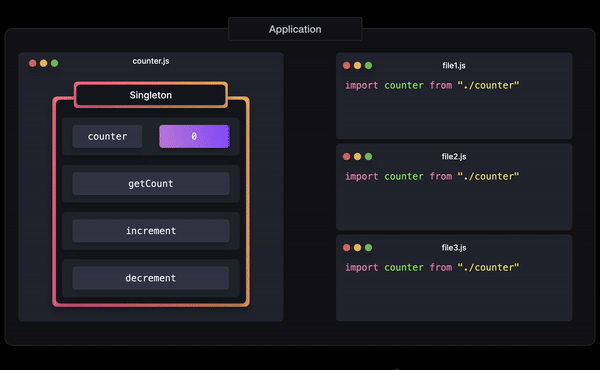 Application
counter.js
Singleton
counter 0
getCount
increment
decrement
file1.js
import counter from "./counter"
file2.js
import counter from "./counter"
file3.js
import counter from "./counter"